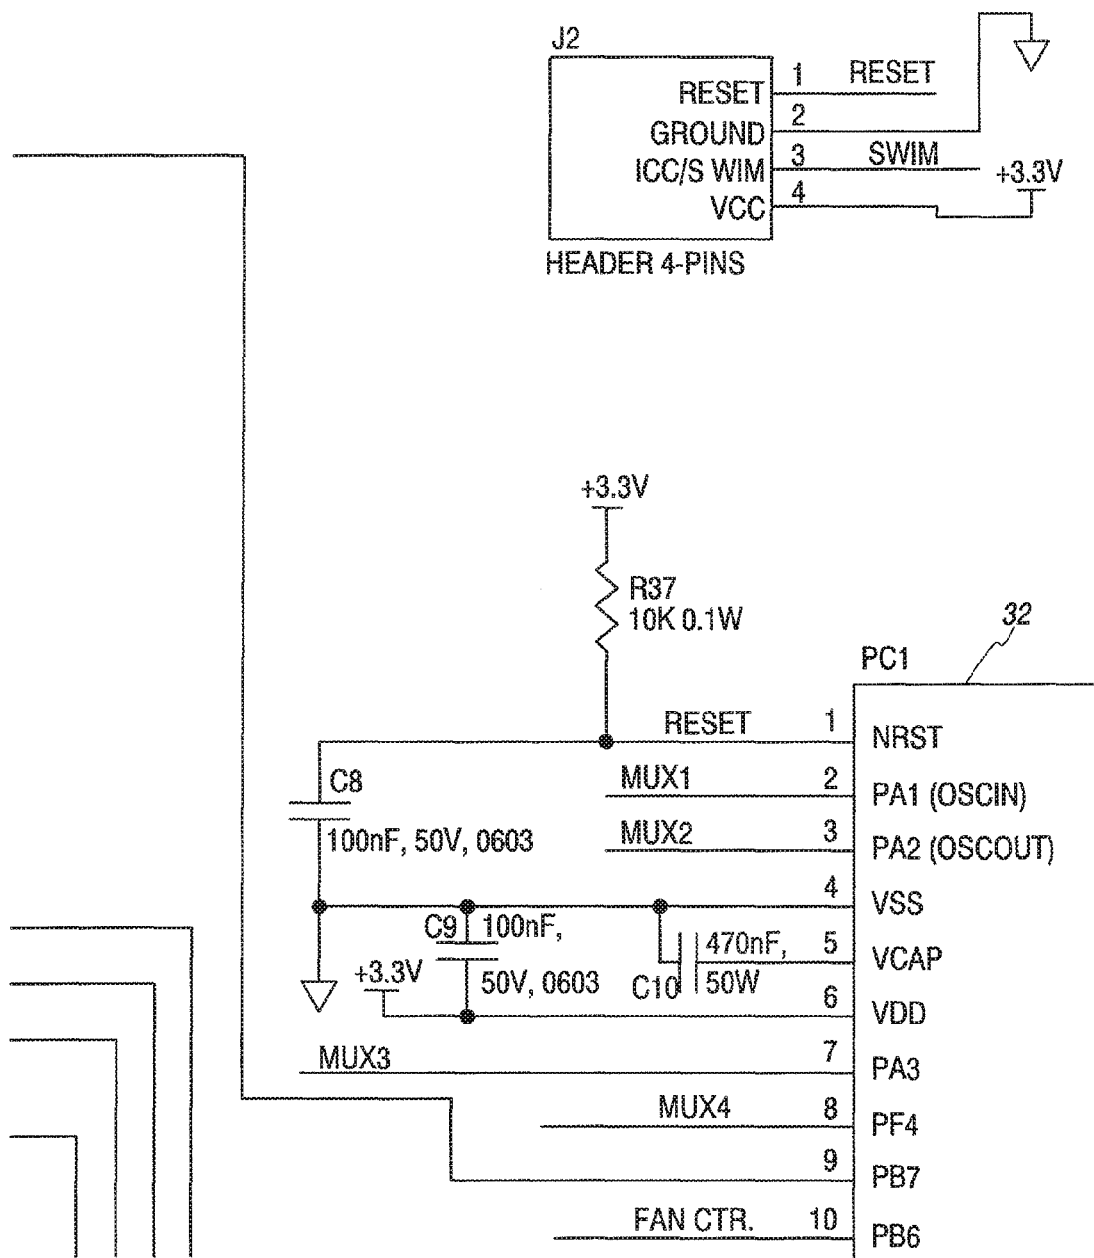 J2
RESET 1 RESET
GROUND 2
ICC/S WIM 3 SWIM
VCC 4 +3.3V
HEADER 4-PINS
+3.3V
R37
10K 0.1W
32
PC1
RESET 1 NRST
MUX1 2 PA1 (OSCIN)
C8
100nF, 50V, 0603
MUX2 3 PA2 (OSCOUT)
4 VSS
C9 100nF,
50V, 0603
+3.3V
C10 470nF,
50W
5 VCAP
6 VDD
MUX3 7 PA3
MUX4 8 PF4
9 PB7
FAN CTR. 10 PB6